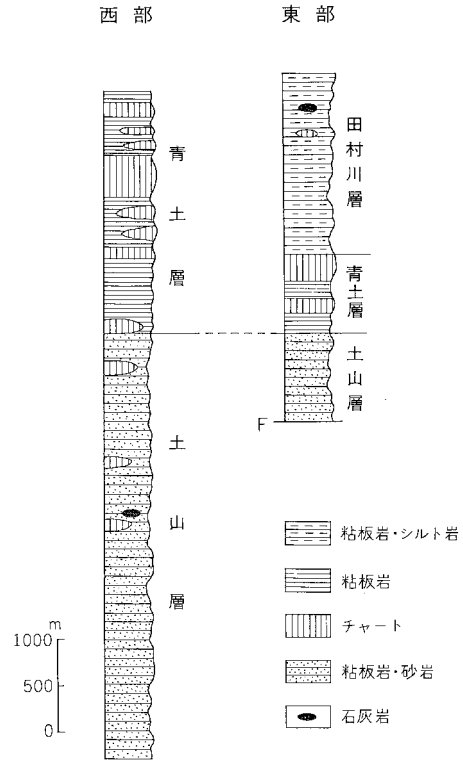 西部
東部
青土層
土山層
田村川層
青土層
土山層
F
m
1000
500
0
粘板岩・シルト岩
粘板岩
チャート
粘板岩・砂岩
石灰岩